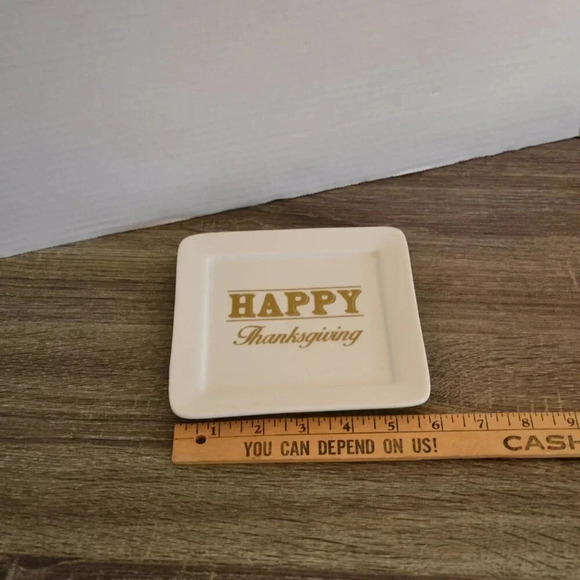 HAPPY
Thanksgiving
1 2 3 4 5 6 7 8 9
YOU CAN DEPEND ON US! CASH